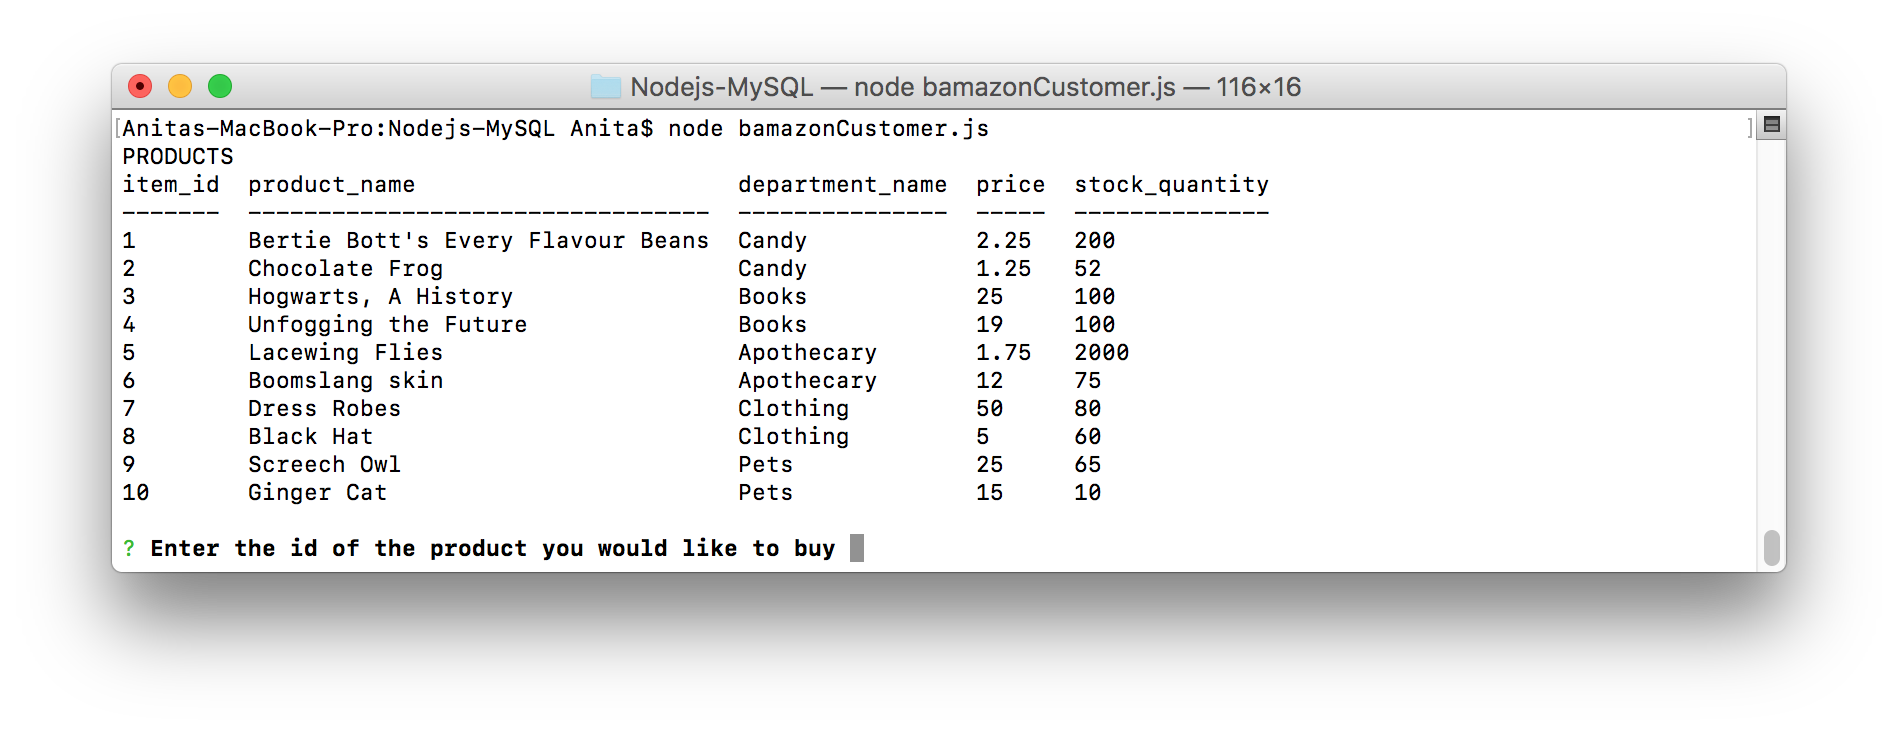 Nodejs-MySQL — node bamazonCustomer.js — 116×16
[Anitas-MacBook-Pro:Nodejs-MySQL Anita$ node bamazonCustomer.js ]
PRODUCTS
item_id  product_name                       department_name  price  stock_quantity
-------  ---------------------------------  ---------------  -----  --------------
1        Bertie Bott's Every Flavour Beans  Candy            2.25   200
2        Chocolate Frog                     Candy            1.25   52
3        Hogwarts, A History                Books            25     100
4        Unfogging the Future               Books            19     100
5        Lacewing Flies                     Apothecary       1.75   2000
6        Boomslang skin                     Apothecary       12     75
7        Dress Robes                        Clothing         50     80
8        Black Hat                          Clothing         5      60
9        Screech Owl                        Pets             25     65
10       Ginger Cat                         Pets             15     10
? Enter the id of the product you would like to buy